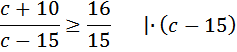 (c + 10)/(c − 15) ≥ 16/15  |· (c − 15)